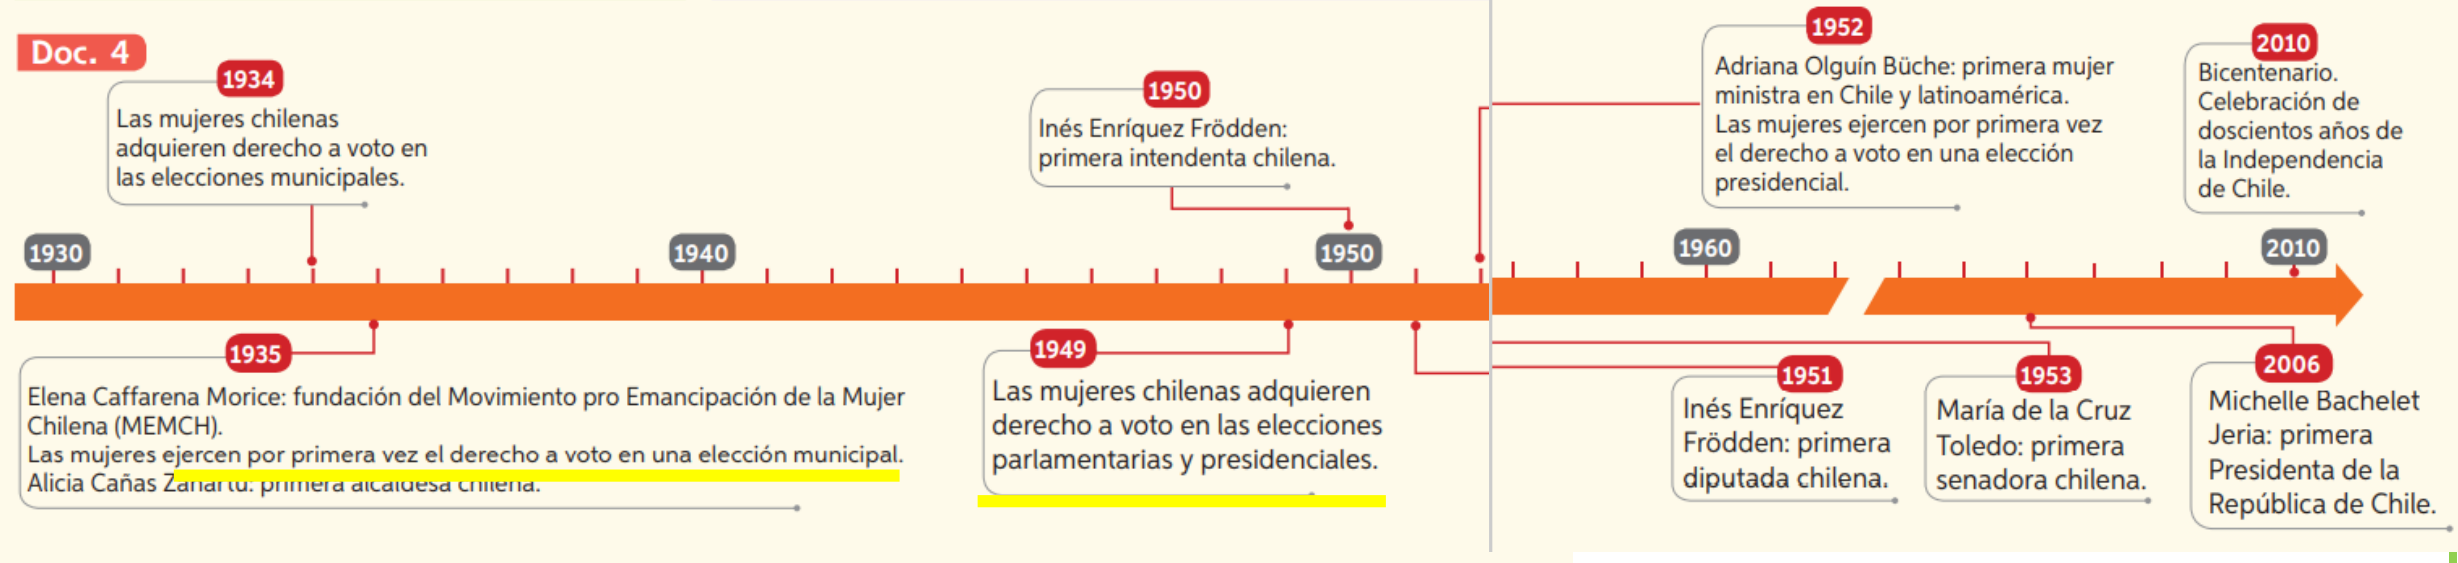 Doc. 4
1934
Las mujeres chilenas
adquieren derecho a voto en
las elecciones municipales.
1950
Inés Enríquez Frödden:
primera intendenta chilena.
1952
Adriana Olguín Büche: primera mujer
ministra en Chile y latinoamérica.
Las mujeres ejercen por primera vez
el derecho a voto en una elección
presidencial.
2010
Bicentenario.
Celebración de
doscientos años de
la Independencia
de Chile.
1930
1940
1950
1960
2010
1935
Elena Caffarena Morice: fundación del Movimiento pro Emancipación de la Mujer
Chilena (MEMCH).
Las mujeres ejercen por primera vez el derecho a voto en una elección municipal.
Alicia Cañas Zañartu: primera alcaldesa chilena.
1949
Las mujeres chilenas adquieren
derecho a voto en las elecciones
parlamentarias y presidenciales.
1951
Inés Enríquez
Frödden: primera
diputada chilena.
1953
María de la Cruz
Toledo: primera
senadora chilena.
2006
Michelle Bachelet
Jeria: primera
Presidenta de la
República de Chile.